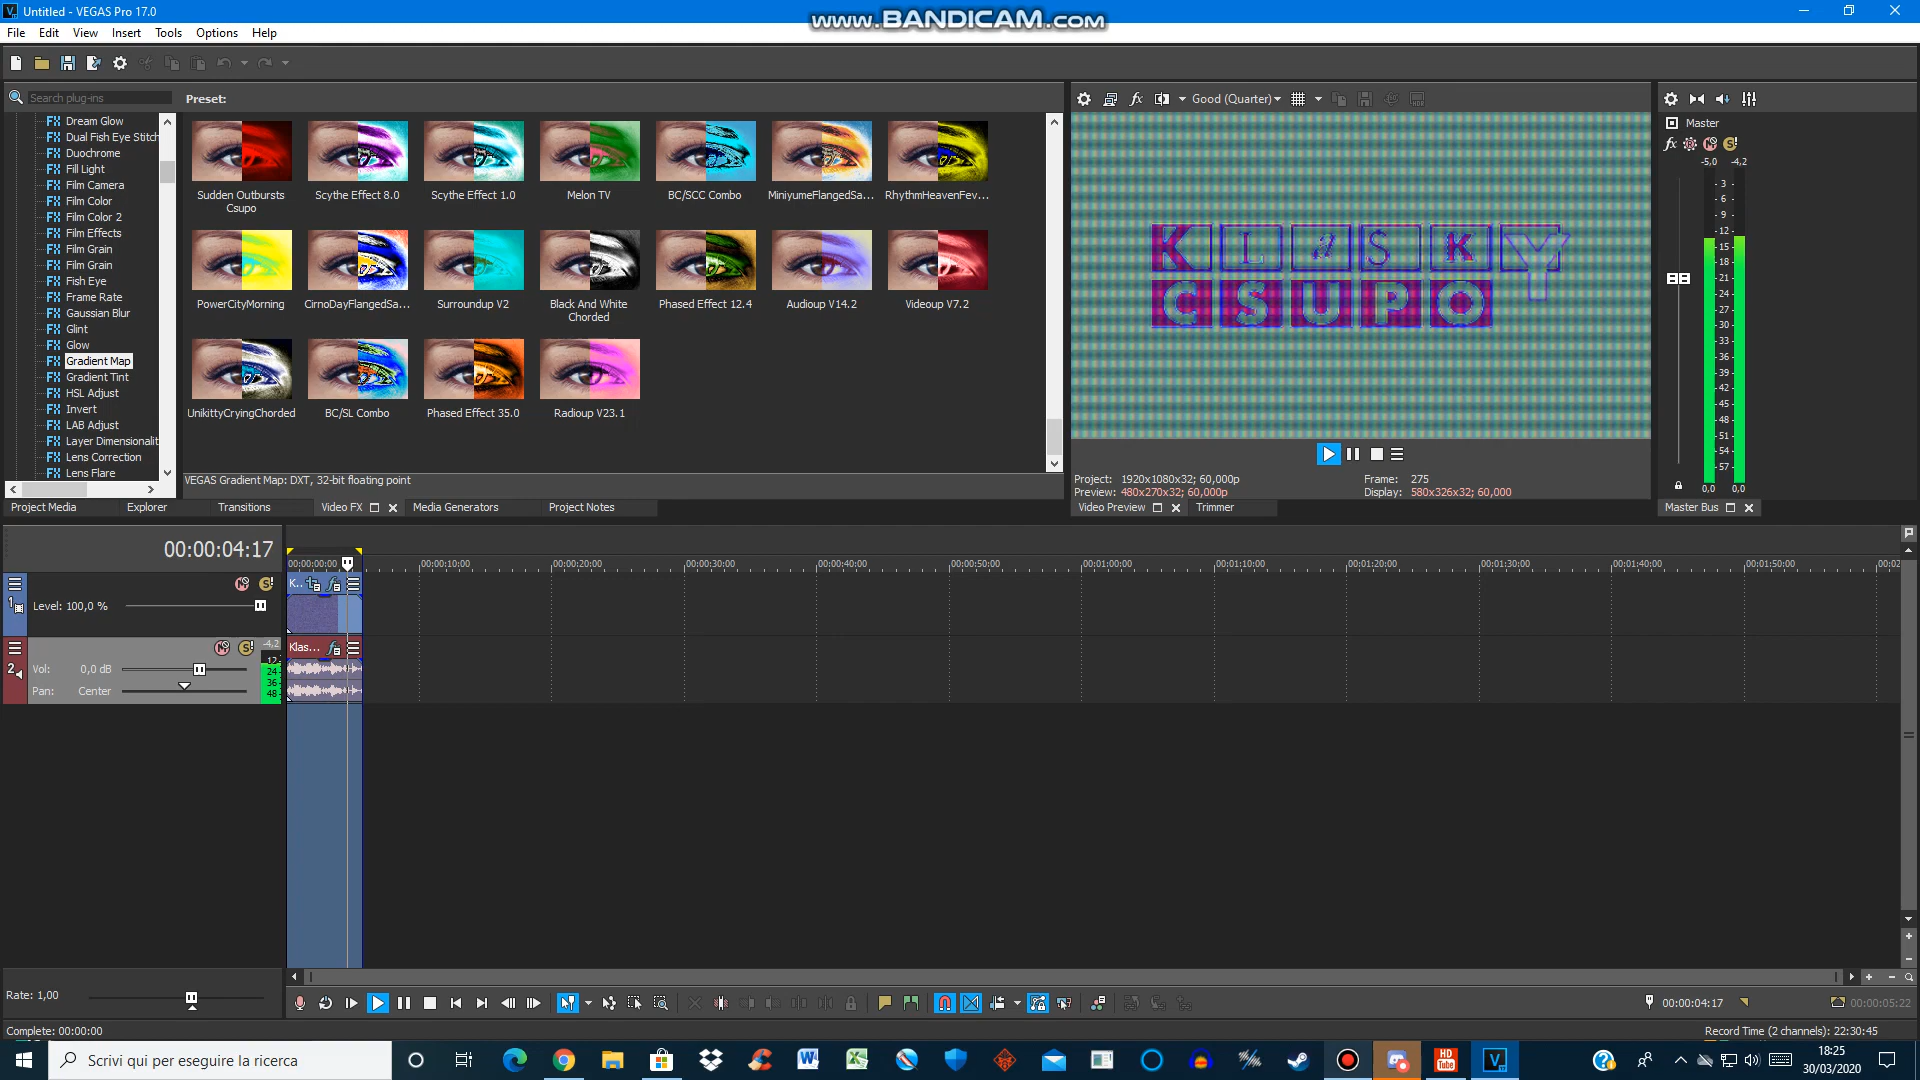 Untitled - VEGAS Pro 17.0
www.BANDICAM.com
File Edit View Insert Tools Options Help
Search plug-ins
Preset:
Good (Quarter)
Dream Glow
Dual Fish Eye Stitch
Duochrome
Fill Light
Film Camera
Film Color
Film Color 2
Film Effects
Film Grain
Film Grain
Fish Eye
Frame Rate
Gaussian Blur
Glint
Glow
Gradient Map
Gradient Tint
HSL Adjust
Invert
LAB Adjust
Layer Dimensionalit
Lens Correction
Lens Flare
Sudden Outbursts Csupo
Scythe Effect 8.0
Scythe Effect 1.0
Melon TV
BC/SCC Combo
MiniyumeFlangedSa...
RhythmHeavenFev...
PowerCityMorning
CirnoDayFlangedSa...
Surroundup V2
Black And White Chorded
Phased Effect 12.4
Audioup V14.2
Videoup V7.2
UnikittyCryingChorded
BC/SL Combo
Phased Effect 35.0
Radioup V23.1
VEGAS Gradient Map: DXT, 32-bit floating point
Project Media Explorer Transitions Video FX Media Generators Project Notes
KLASKY
CSUPO
Project: 1920x1080x32; 60,000p
Preview: 480x270x32; 60,000p
Frame: 275
Display: 580x326x32; 60,000
Video Preview Trimmer
Master
-5,0 -4,2
3
6
9
12
15
18
21
24
27
30
33
36
39
42
45
48
51
54
57
0,0 0,0
Master Bus
00:00:04:17
00:00:00:00 00:00:10:00 00:00:20:00 00:00:30:00 00:00:40:00 00:00:50:00 00:01:00:00 00:01:10:00 00:01:20:00 00:01:30:00 00:01:40:00 00:01:50:00 00:02
1
Level: 100,0 %
K...
2
Vol: 0,0 dB
Pan: Center
-4,2
12
24
36
48
Klas...
Rate: 1,00
00:00:04:17
00:00:05:22
Complete: 00:00:00
Record Time (2 channels): 22:30:45
Scrivi qui per eseguire la ricerca
18:25
30/03/2020